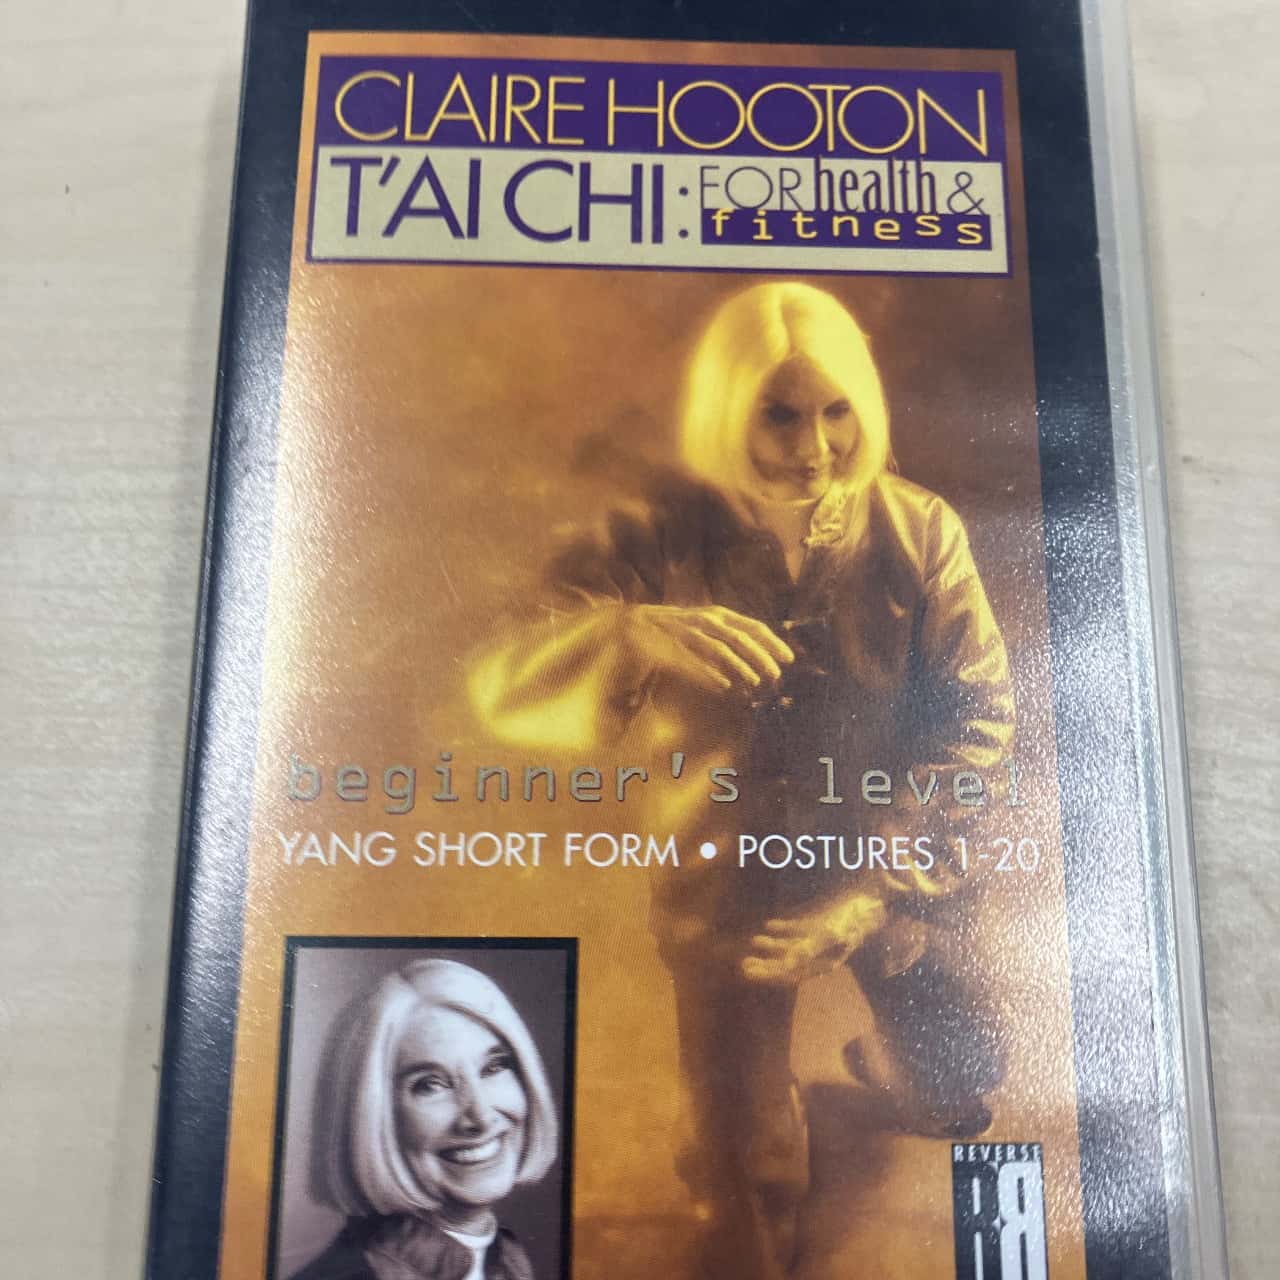 CLAIRE HOOTON
T'AI CHI: FOR health &
fitness
beginner's level
YANG SHORT FORM • POSTURES 1-20
REVERSE